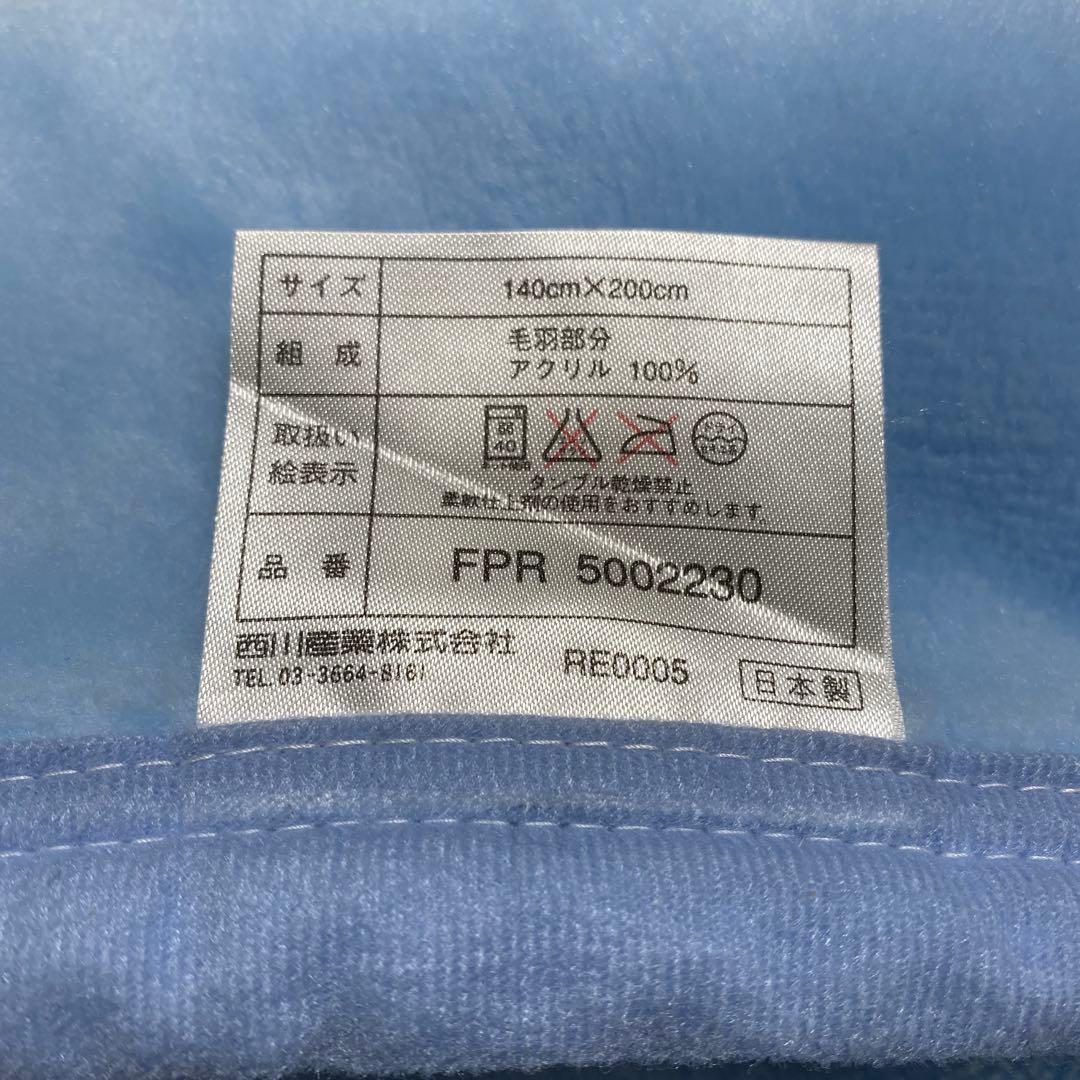 サイズ 140cm×200cm
組成 毛羽部分
アクリル 100%
取扱い
絵表示
40
タンブル乾燥禁止
柔軟仕上剤の使用をおすすめします.
品番 FPR 5002230
西川産業株式会社 RE0005 日本製
TEL. 03-3664-8161